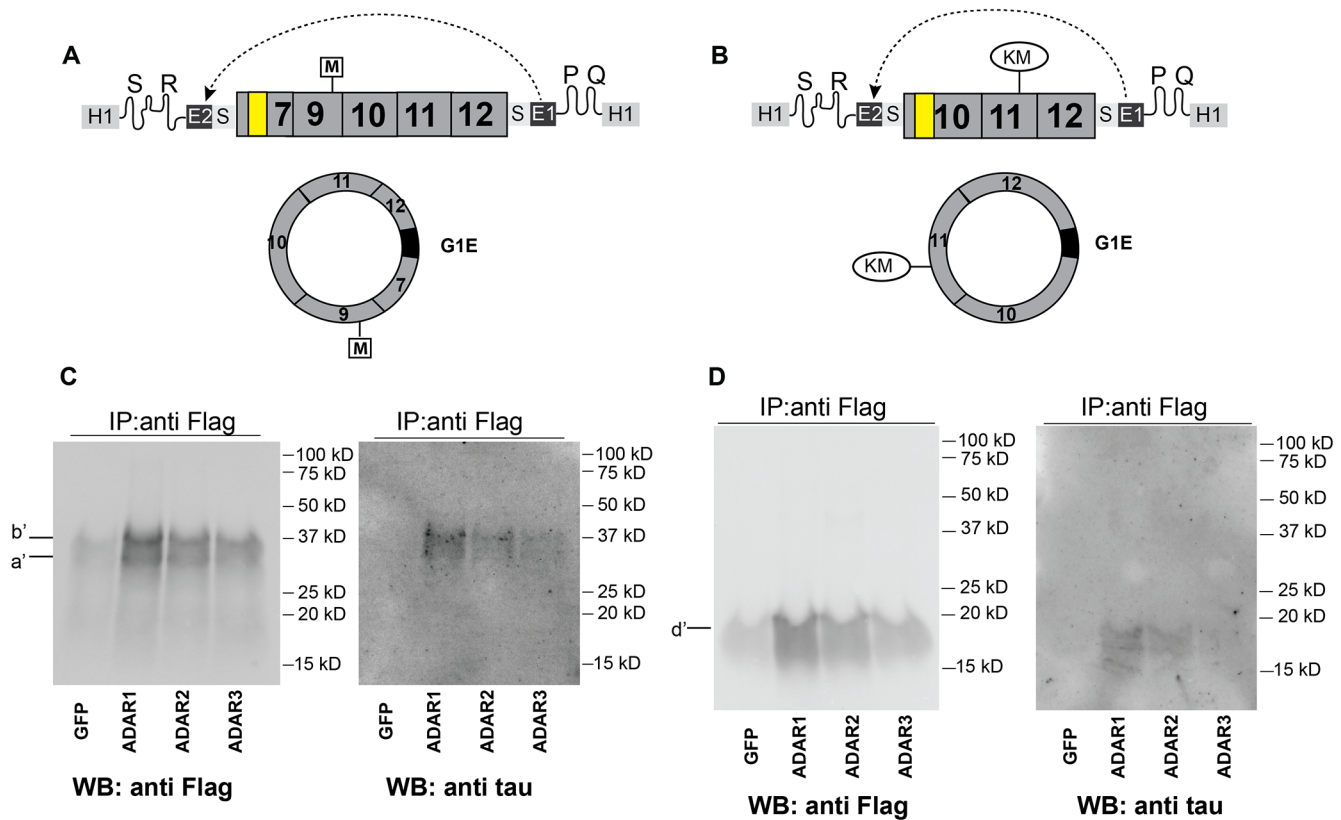 A
S R
M
P Q
H1 E2 S 7 9 10 11 12 S E1 H1
11
12
10
G1E
7
9
M
B
S R
KM
P Q
H1 E2 S 10 11 12 S E1 H1
12
11
G1E
KM
10
C
IP:anti Flag
IP:anti Flag
100 kD
75 kD
50 kD
b'
37 kD
a'
25 kD
20 kD
15 kD
100 kD
75 kD
50 kD
37 kD
25 kD
20 kD
15 kD
GFP
ADAR1
ADAR2
ADAR3
GFP
ADAR1
ADAR2
ADAR3
WB: anti Flag
WB: anti tau
D
IP:anti Flag
IP:anti Flag
100 kD
75 kD
50 kD
37 kD
25 kD
20 kD
d'
15 kD
100 kD
75 kD
50 kD
37 kD
25 kD
20 kD
15 kD
GFP
ADAR1
ADAR2
ADAR3
GFP
ADAR1
ADAR2
ADAR3
WB: anti Flag
WB: anti tau